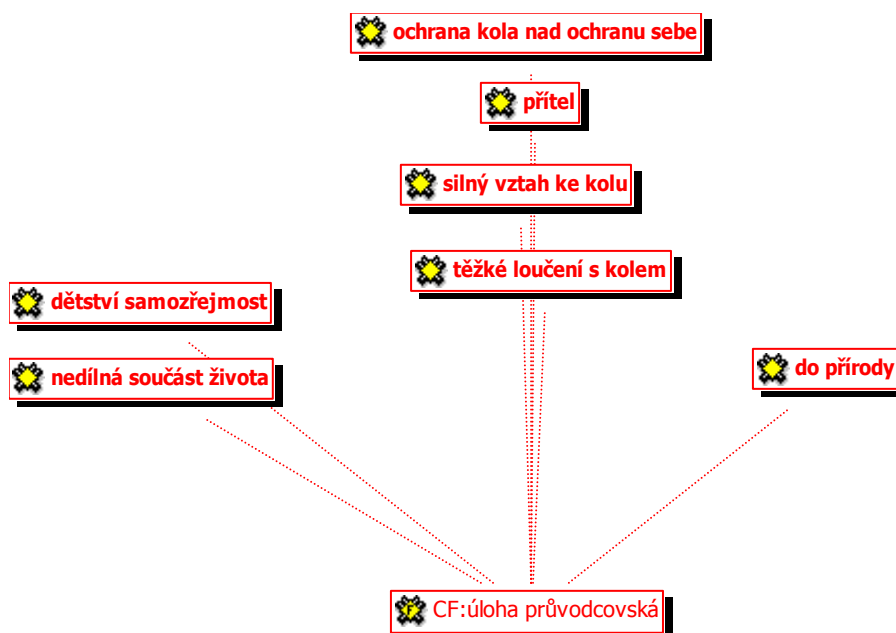 ochrana kola nad ochranu sebe
přítel
silný vztah ke kolu
těžké loučení s kolem
dětství samozřejmost
nedílná součást života
do přírody
CF:úloha průvodcovská